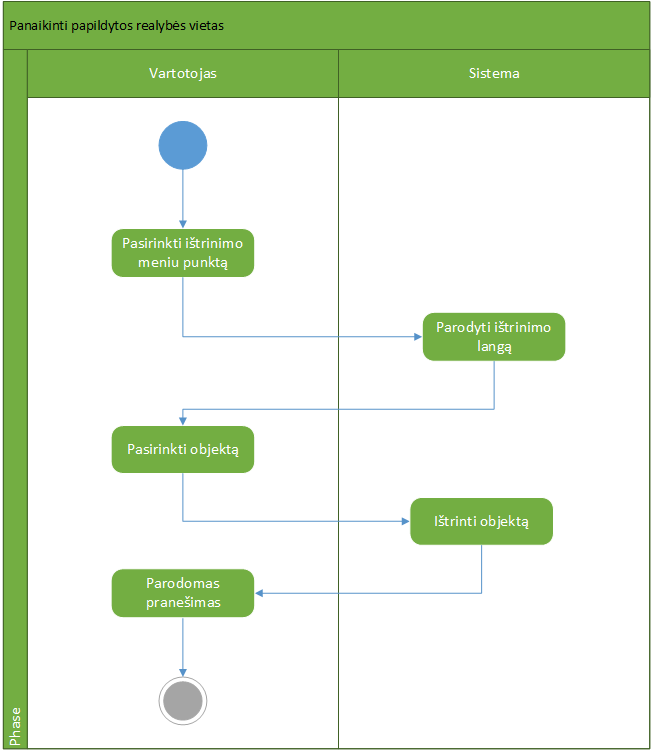 Panaikinti papildytos realybės vietas
Vartotojas
Sistema
Pasirinkti ištrinimo
meniu punktą
Parodyti ištrinimo
langą
Pasirinkti objektą
Ištrinti objektą
Parodomas
pranešimas
Phase